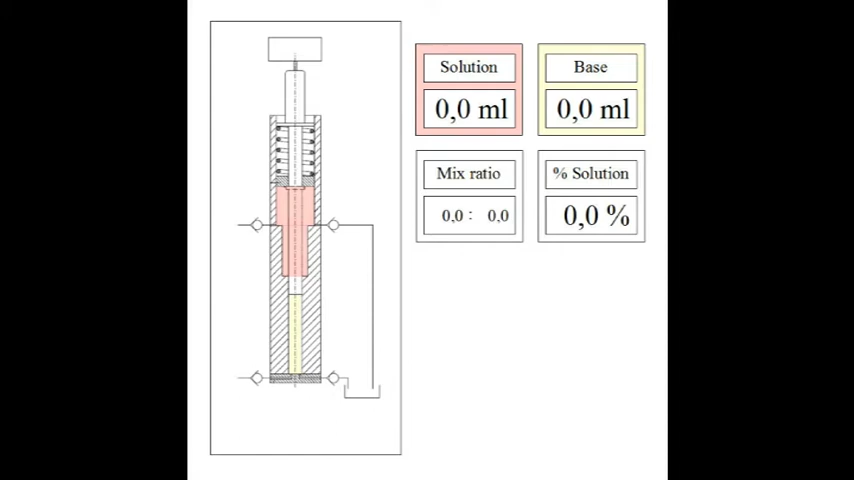 Solution
0,0 ml
Base
0,0 ml
Mix ratio
0,0 : 0,0
% Solution
0,0 %